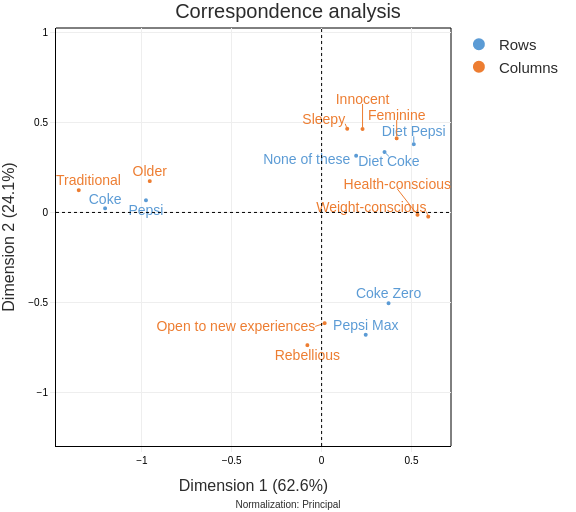 Correspondence analysis
Rows
Columns
1
0.5
0
−0.5
−1
Dimension 2 (24.1%)
Innocent
Sleepy
Feminine
Diet Pepsi
None of these
Diet Coke
Older
Traditional
Coke
Pepsi
Health-conscious
Weight-conscious
Coke Zero
Open to new experiences
Pepsi Max
Rebellious
−1
−0.5
0
0.5
Dimension 1 (62.6%)
Normalization: Principal